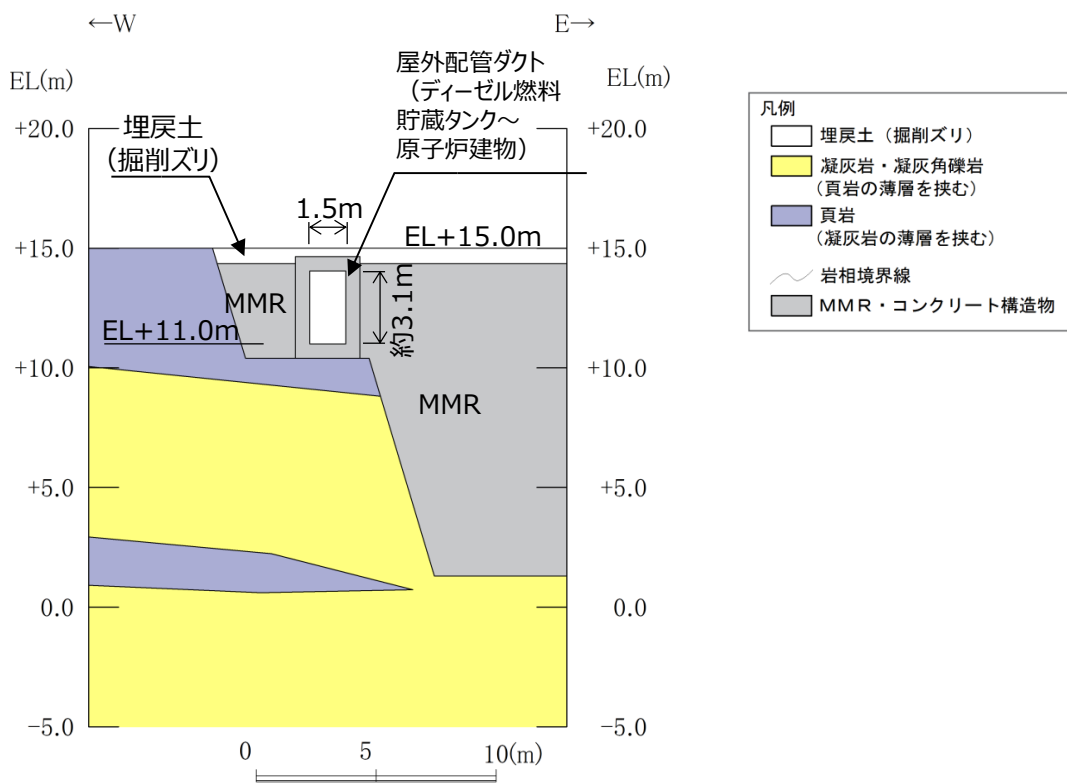 ←W
E→
EL(m)
EL(m)
屋外配管ダクト
（ディーゼル燃料
貯蔵タンク～
原子炉建物）
埋戻土
（掘削ズリ）
+20.0
+15.0
+10.0
+5.0
0.0
−5.0
+20.0
+15.0
+10.0
+5.0
0.0
−5.0
1.5m
EL+15.0m
MMR
約3.1m
EL+11.0m
MMR
0 5 10(m)
凡例
埋戻土（掘削ズリ）
凝灰岩・凝灰角礫岩
（頁岩の薄層を挟む）
頁岩
（凝灰岩の薄層を挟む）
岩相境界線
ＭＭＲ・コンクリート構造物